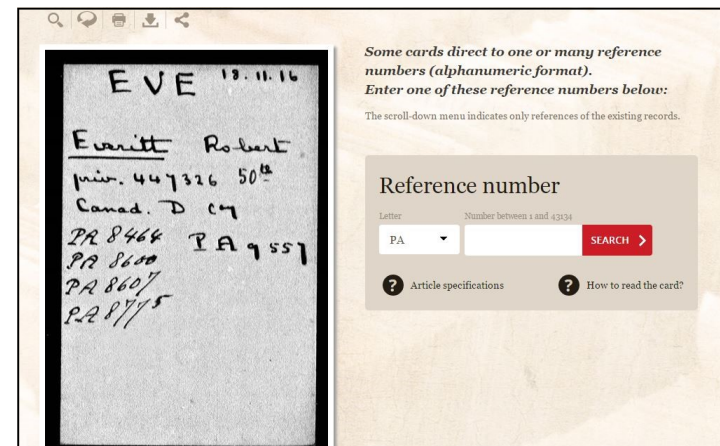 EVE 18.11.16
Everitt Robert
priv. 447326 50th
Canad. D Cy
PA 8464 PA 9557
PA 8600
PA 8607
PA 8775
Some cards direct to one or many reference
numbers (alphanumeric format).
Enter one of these reference numbers below:
The scroll-down menu indicates only references of the existing records.
Reference number
Letter Number between 1 and 43134
PA SEARCH
? Article specifications ? How to read the card?